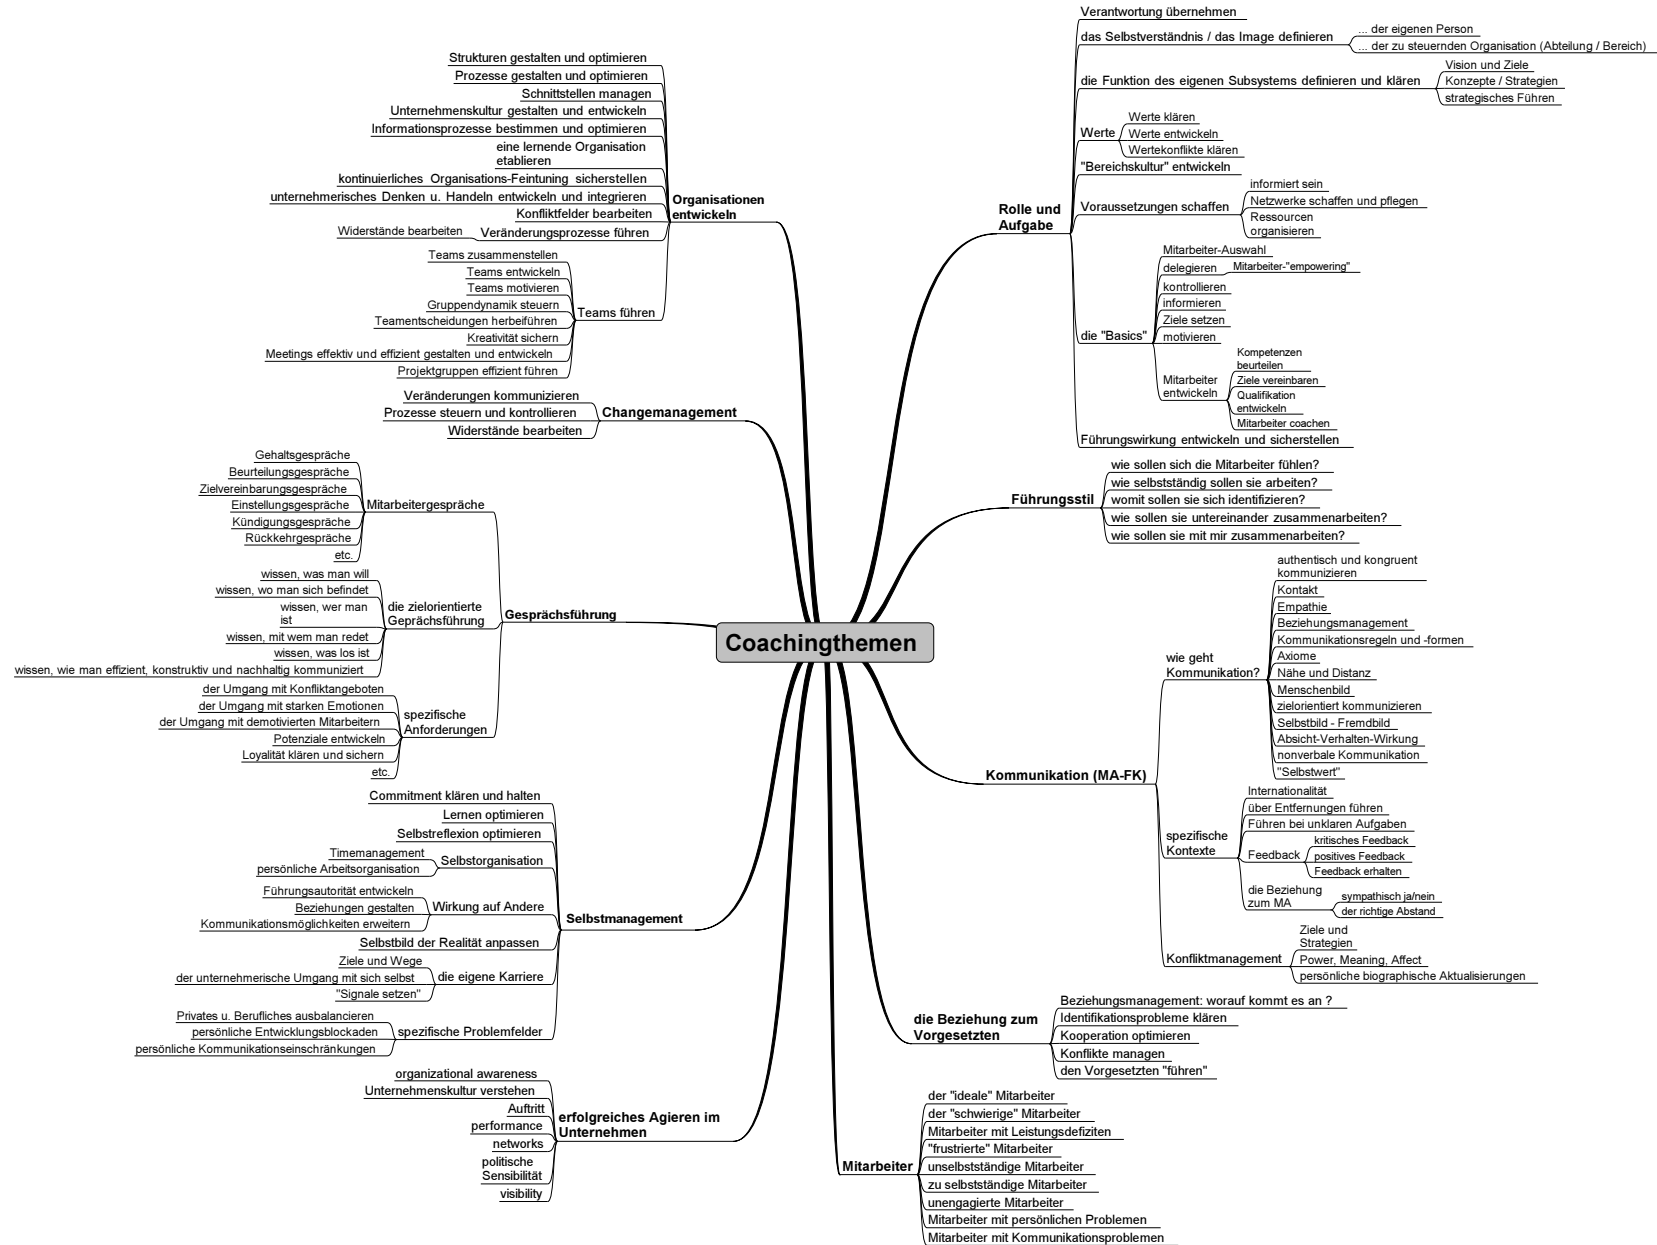 Coachingthemen
Rolle und
Aufgabe
Verantwortung übernehmen
das Selbstverständnis / das Image definieren
... der eigenen Person
... der zu steuernden Organisation (Abteilung / Bereich)
die Funktion des eigenen Subsystems definieren und klären
Vision und Ziele
Konzepte / Strategien
strategisches Führen
Werte
Werte klären
Werte entwickeln
Wertekonflikte klären
"Bereichskultur" entwickeln
Voraussetzungen schaffen
informiert sein
Netzwerke schaffen und pflegen
Ressourcen
organisieren
die "Basics"
Mitarbeiter-Auswahl
delegieren
Mitarbeiter-"empowering"
kontrollieren
informieren
Ziele setzen
motivieren
Mitarbeiter
entwickeln
Kompetenzen
beurteilen
Ziele vereinbaren
Qualifikation
entwickeln
Mitarbeiter coachen
Führungswirkung entwickeln und sicherstellen
Führungsstil
wie sollen sich die Mitarbeiter fühlen?
wie selbstständig sollen sie arbeiten?
womit sollen sie sich identifizieren?
wie sollen sie untereinander zusammenarbeiten?
wie sollen sie mit mir zusammenarbeiten?
Kommunikation (MA-FK)
wie geht
Kommunikation?
authentisch und kongruent
kommunizieren
Kontakt
Empathie
Beziehungsmanagement
Kommunikationsregeln und -formen
Axiome
Nähe und Distanz
Menschenbild
zielorientiert kommunizieren
Selbstbild - Fremdbild
Absicht-Verhalten-Wirkung
nonverbale Kommunikation
"Selbstwert"
spezifische
Kontexte
Internationalität
über Entfernungen führen
Führen bei unklaren Aufgaben
Feedback
kritisches Feedback
positives Feedback
Feedback erhalten
die Beziehung
zum MA
sympathisch ja/nein
der richtige Abstand
Konfliktmanagement
Ziele und
Strategien
Power, Meaning, Affect
persönliche biographische Aktualisierungen
die Beziehung zum
Vorgesetzten
Beziehungsmanagement: worauf kommt es an ?
Identifikationsprobleme klären
Kooperation optimieren
Konflikte managen
den Vorgesetzten "führen"
Mitarbeiter
der "ideale" Mitarbeiter
der "schwierige" Mitarbeiter
Mitarbeiter mit Leistungsdefiziten
"frustrierte" Mitarbeiter
unselbstständige Mitarbeiter
zu selbstständige Mitarbeiter
unengagierte Mitarbeiter
Mitarbeiter mit persönlichen Problemen
Mitarbeiter mit Kommunikationsproblemen
Organisationen
entwickeln
Strukturen gestalten und optimieren
Prozesse gestalten und optimieren
Schnittstellen managen
Unternehmenskultur gestalten und entwickeln
Informationsprozesse bestimmen und optimieren
eine lernende Organisation
etablieren
kontinuierliches Organisations-Feintuning sicherstellen
unternehmerisches Denken u. Handeln entwickeln und integrieren
Konfliktfelder bearbeiten
Veränderungsprozesse führen
Widerstände bearbeiten
Teams führen
Teams zusammenstellen
Teams entwickeln
Teams motivieren
Gruppendynamik steuern
Teamentscheidungen herbeiführen
Kreativität sichern
Meetings effektiv und effizient gestalten und entwickeln
Projektgruppen effizient führen
Changemanagement
Veränderungen kommunizieren
Prozesse steuern und kontrollieren
Widerstände bearbeiten
Gesprächsführung
Mitarbeitergespräche
Gehaltsgespräche
Beurteilungsgespräche
Zielvereinbarungsgespräche
Einstellungsgespräche
Kündigungsgespräche
Rückkehrgespräche
etc.
die zielorientierte
Geprächsführung
wissen, was man will
wissen, wo man sich befindet
wissen, wer man
ist
wissen, mit wem man redet
wissen, was los ist
wissen, wie man effizient, konstruktiv und nachhaltig kommuniziert
spezifische
Anforderungen
der Umgang mit Konfliktangeboten
der Umgang mit starken Emotionen
der Umgang mit demotivierten Mitarbeitern
Potenziale entwickeln
Loyalität klären und sichern
etc.
Selbstmanagement
Commitment klären und halten
Lernen optimieren
Selbstreflexion optimieren
Selbstorganisation
Timemanagement
persönliche Arbeitsorganisation
Wirkung auf Andere
Führungsautorität entwickeln
Beziehungen gestalten
Kommunikationsmöglichkeiten erweitern
Selbstbild der Realität anpassen
die eigene Karriere
Ziele und Wege
der unternehmerische Umgang mit sich selbst
"Signale setzen"
spezifische Problemfelder
Privates u. Berufliches ausbalancieren
persönliche Entwicklungsblockaden
persönliche Kommunikationseinschränkungen
erfolgreiches Agieren im
Unternehmen
organizational awareness
Unternehmenskultur verstehen
Auftritt
performance
networks
politische
Sensibilität
visibility